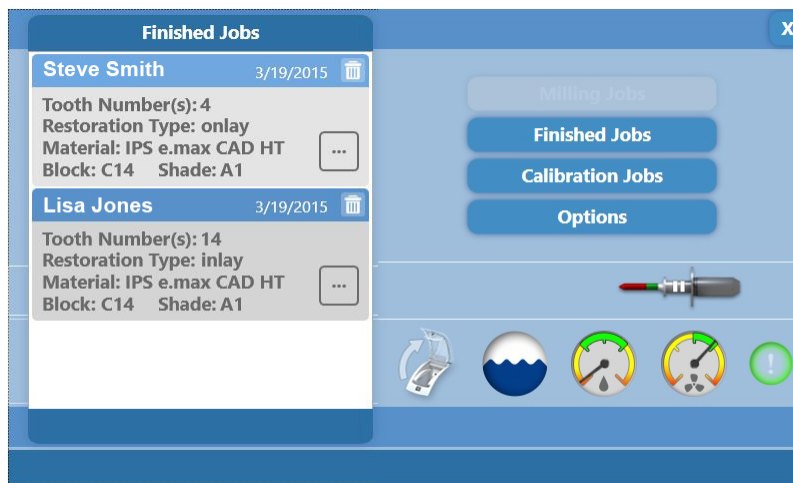 Finished Jobs
X
Steve Smith 3/19/2015
Tooth Number(s): 4
Restoration Type: onlay
Material: IPS e.max CAD HT
Block: C14 Shade: A1
...
Lisa Jones 3/19/2015
Tooth Number(s): 14
Restoration Type: inlay
Material: IPS e.max CAD HT
Block: C14 Shade: A1
...
Milling Jobs
Finished Jobs
Calibration Jobs
Options
!